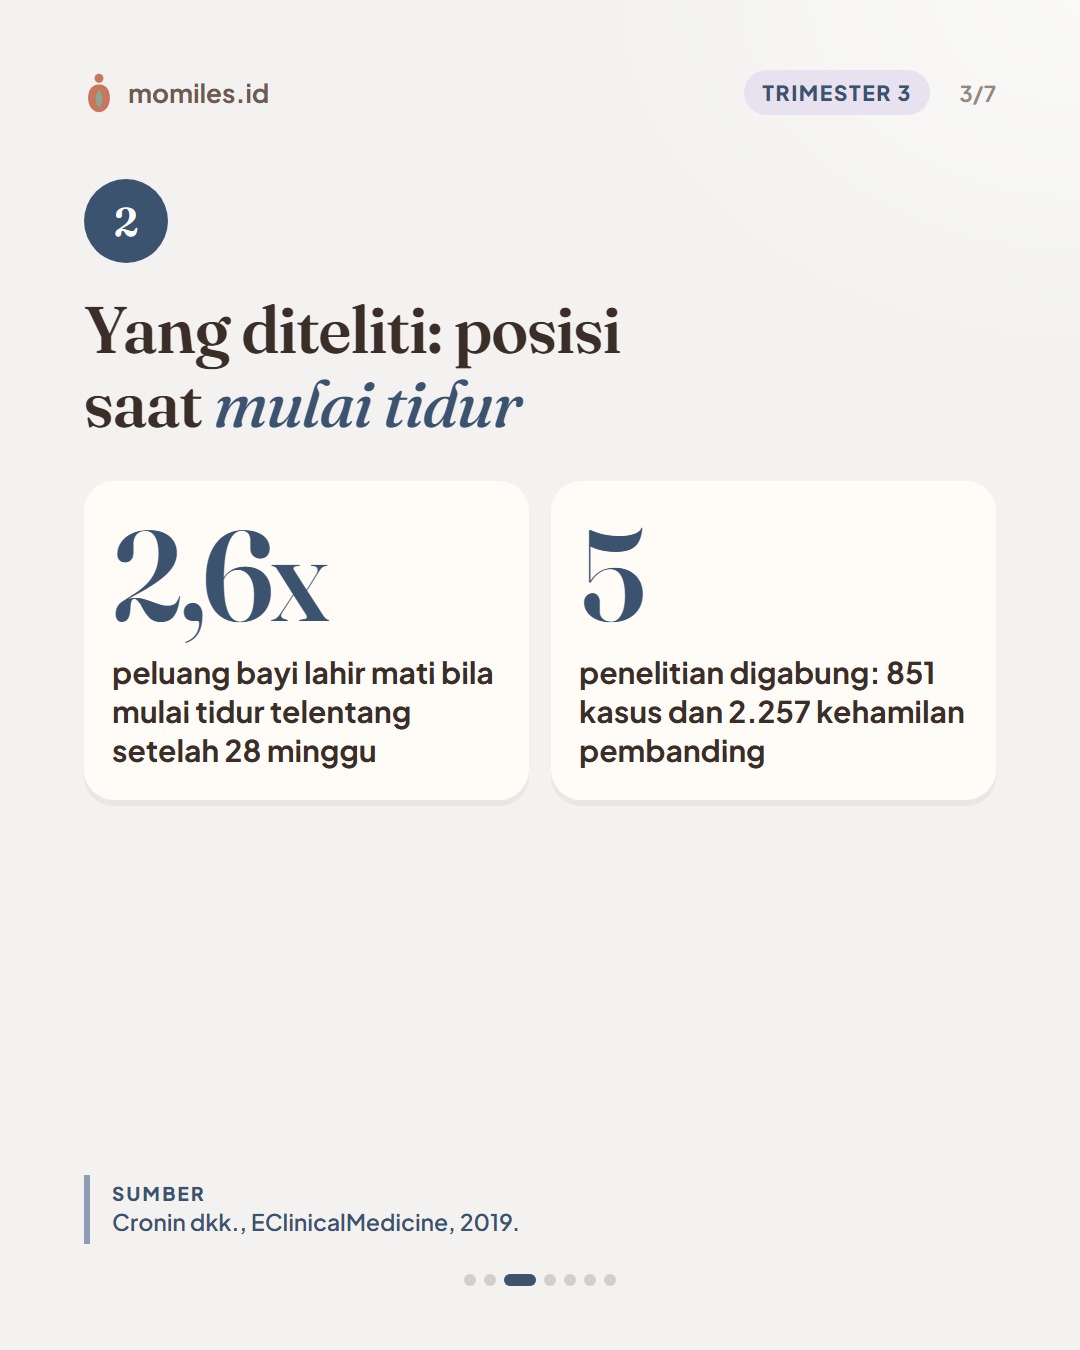 momiles.id
TRIMESTER 3
3/7
2
Yang diteliti: posisi
saat mulai tidur
2,6x
peluang bayi lahir mati bila
mulai tidur telentang
setelah 28 minggu
5
penelitian digabung: 851
kasus dan 2.257 kehamilan
pembanding
SUMBER
Cronin dkk., EClinicalMedicine, 2019.